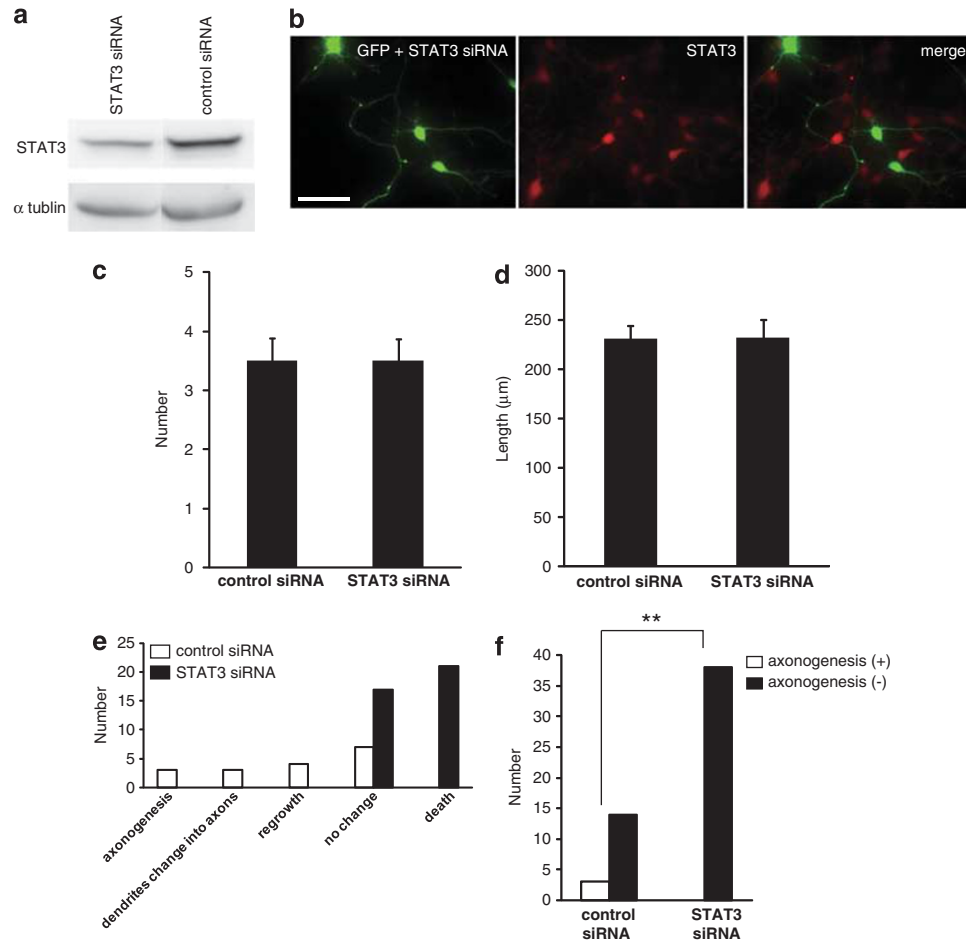 a
STAT3 siRNA
control siRNA
STAT3
α tublin
b
GFP + STAT3 siRNA
STAT3
merge
c
5
4
3
2
1
0
Number
control siRNA
STAT3 siRNA
d
300
250
200
150
100
50
0
Length (μm)
control siRNA
STAT3 siRNA
e
25
20
15
10
5
0
Number
control siRNA
STAT3 siRNA
axonogenesis
dendrites change into axons
regrowth
no change
death
f
**
40
35
30
25
20
15
10
5
0
Number
axonogenesis (+)
axonogenesis (-)
control
siRNA
STAT3
siRNA